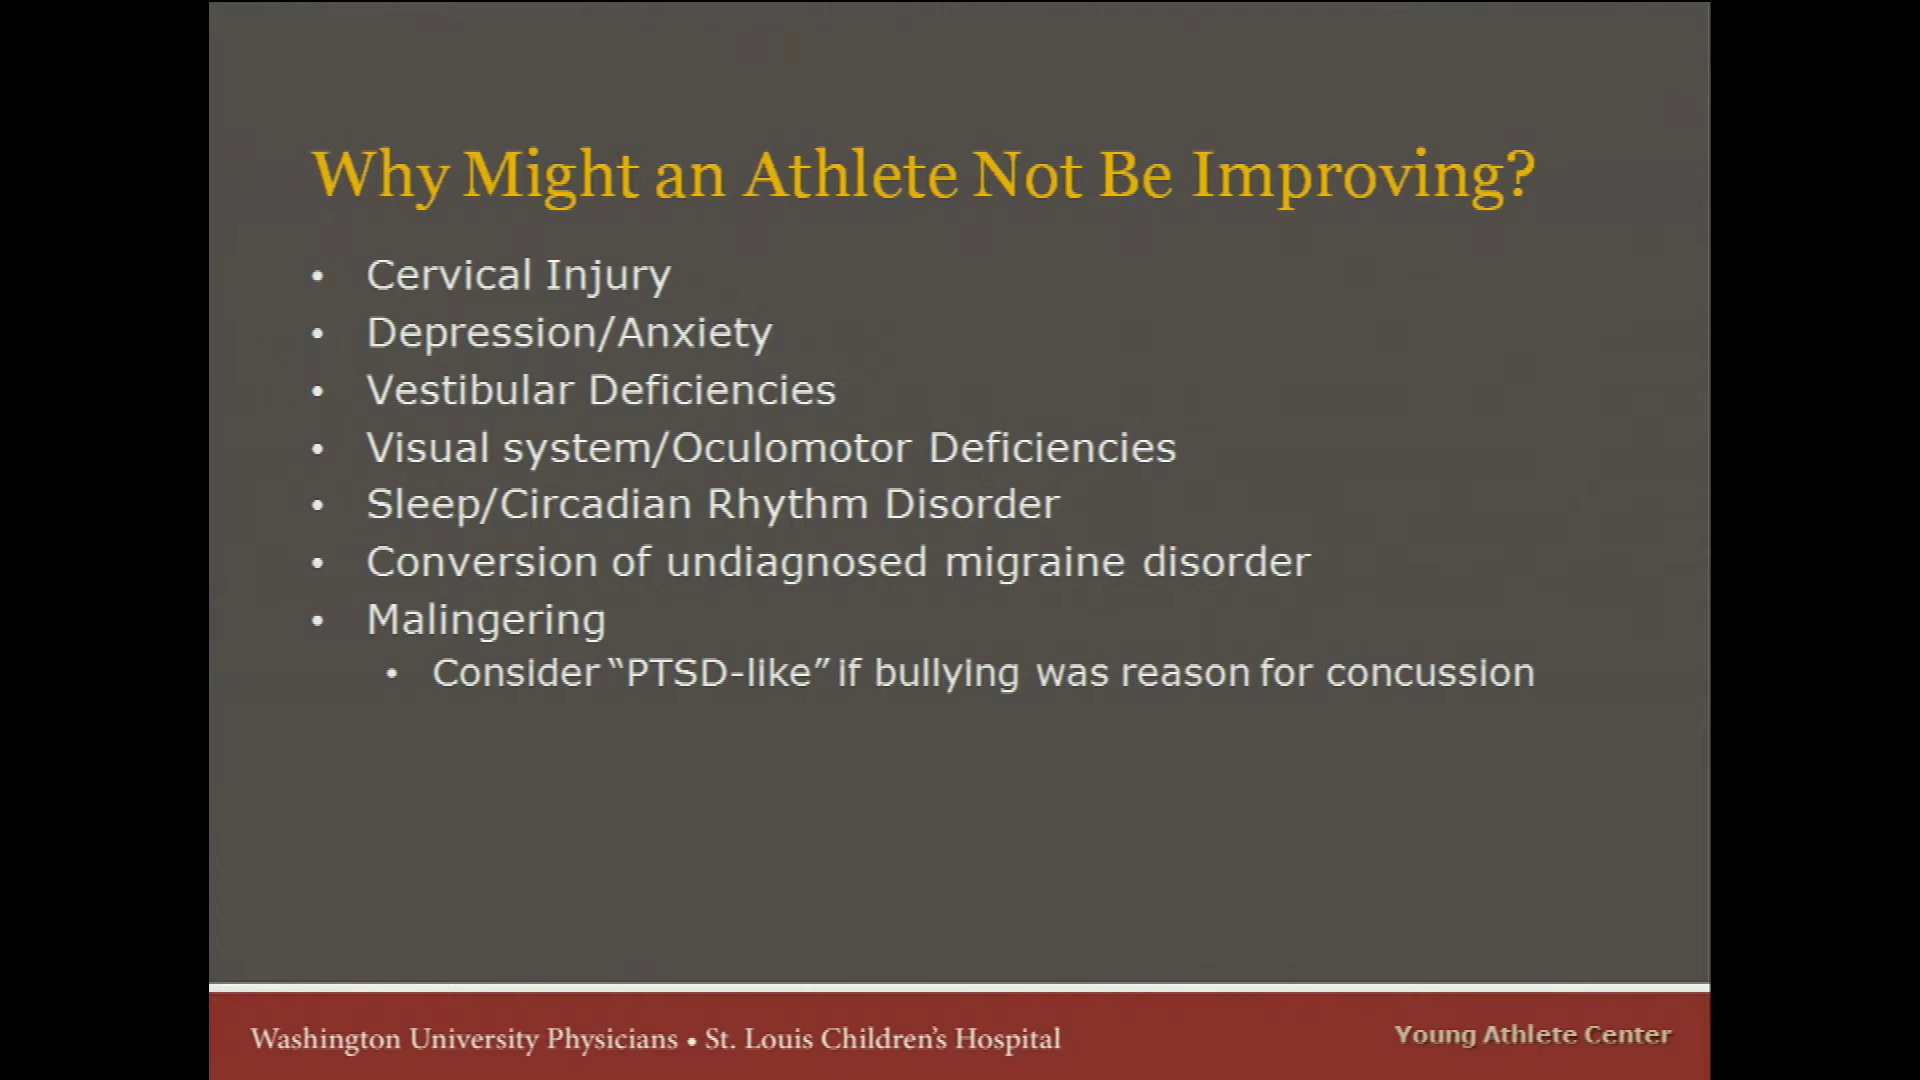 Why Might an Athlete Not Be Improving?
• Cervical Injury
• Depression/Anxiety
• Vestibular Deficiencies
• Visual system/Oculomotor Deficiencies
• Sleep/Circadian Rhythm Disorder
• Conversion of undiagnosed migraine disorder
• Malingering
• Consider “PTSD-like” if bullying was reason for concussion
Washington University Physicians • St. Louis Children’s Hospital
Young Athlete Center